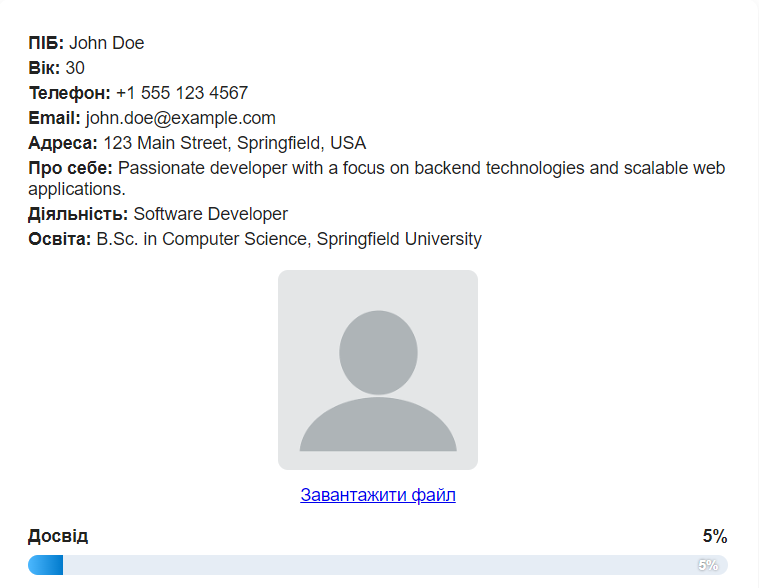 ПІБ: John Doe
Вік: 30
Телефон: +1 555 123 4567
Email: john.doe@example.com
Адреса: 123 Main Street, Springfield, USA
Про себе: Passionate developer with a focus on backend technologies and scalable web
applications.
Діяльність: Software Developer
Освіта: B.Sc. in Computer Science, Springfield University
Завантажити файл
Досвід 5%
5%